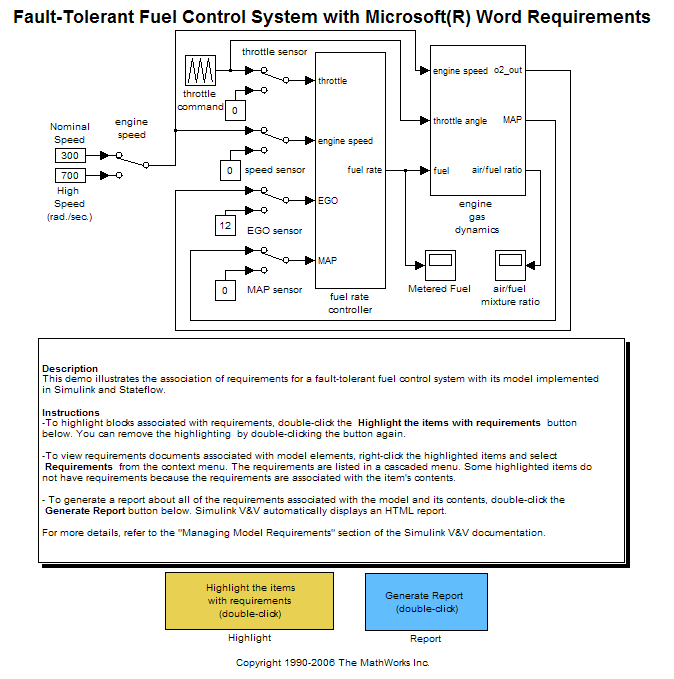 Fault-Tolerant Fuel Control System with Microsoft(R) Word Requirements
throttle sensor
engine speed o2_out
throttle
throttle
command
0
engine
speed
Nominal
Speed
300
700
High
Speed
(rad./sec.)
throttle angle MAP
engine speed
0 speed sensor
fuel rate
fuel air/fuel ratio
EGO
12
EGO sensor
engine
gas
dynamics
MAP
0
MAP sensor
fuel rate
controller
Metered Fuel
air/fuel
mixture ratio
Description
This demo illustrates the association of requirements for a fault-tolerant fuel control system with its model implemented
in Simulink and Stateflow.
Instructions
-To highlight blocks associated with requirements, double-click the Highlight the items with requirements button
below. You can remove the highlighting by double-clicking the button again.
-To view requirements documents associated with model elements, right-click the highlighted items and select
Requirements from the context menu. The requirements are listed in a cascaded menu. Some highlighted items do
not have requirements because the requirements are associated with the item's contents.
- To generate a report about all of the requirements associated with the model and its contents, double-click the
Generate Report button below. Simulink V&V automatically displays an HTML report.
For more details, refer to the "Managing Model Requirements" section of the Simulink V&V documentation.
Highlight the items
with requirements
(double-click)
Highlight
Generate Report
(double-click)
Report
Copyright 1990-2006 The MathWorks Inc.